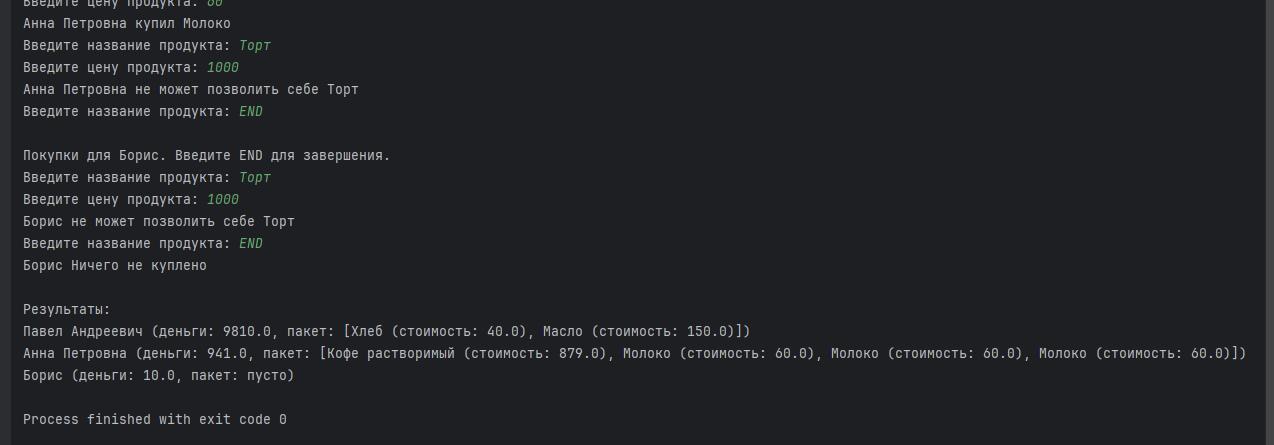 Введите цену продукта: 60
Анна Петровна купил Молоко
Введите название продукта: Торт
Введите цену продукта: 1000
Анна Петровна не может позволить себе Торт
Введите название продукта: END
Покупки для Борис. Введите END для завершения.
Введите название продукта: Торт
Введите цену продукта: 1000
Борис не может позволить себе Торт
Введите название продукта: END
Борис Ничего не куплено
Результаты:
Павел Андреевич (деньги: 9810.0, пакет: [Хлеб (стоимость: 40.0), Масло (стоимость: 150.0)])
Анна Петровна (деньги: 941.0, пакет: [Кофе растворимый (стоимость: 879.0), Молоко (стоимость: 60.0), Молоко (стоимость: 60.0), Молоко (стоимость: 60.0)])
Борис (деньги: 10.0, пакет: пусто)
Process finished with exit code 0